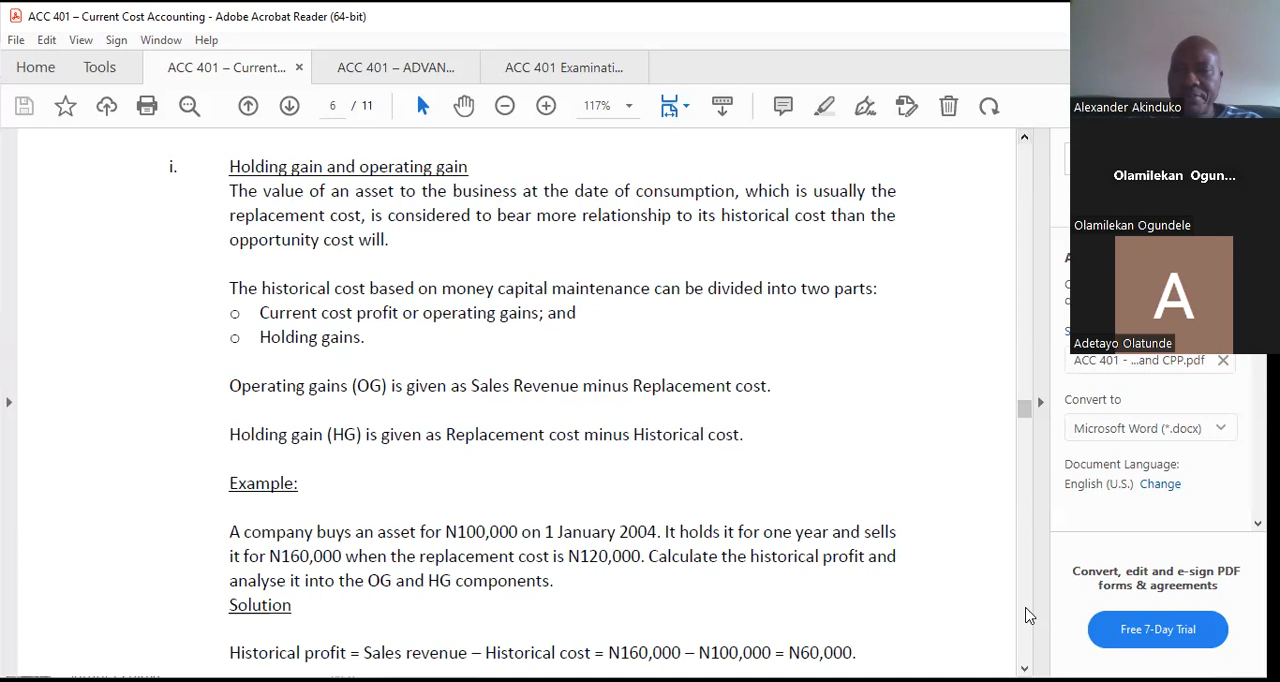 ACC 401 – Current Cost Accounting - Adobe Acrobat Reader (64-bit)
File Edit View Sign Window Help
Home Tools ACC 401 – Current... × ACC 401 – ADVAN... ACC 401 Examinati...
6 / 11 117%
i. Holding gain and operating gain
The value of an asset to the business at the date of consumption, which is usually the
replacement cost, is considered to bear more relationship to its historical cost than the
opportunity cost will.
The historical cost based on money capital maintenance can be divided into two parts:
o Current cost profit or operating gains; and
o Holding gains.
Operating gains (OG) is given as Sales Revenue minus Replacement cost.
Holding gain (HG) is given as Replacement cost minus Historical cost.
Example:
A company buys an asset for N100,000 on 1 January 2004. It holds it for one year and sells
it for N160,000 when the replacement cost is N120,000. Calculate the historical profit and
analyse it into the OG and HG components.
Solution
Historical profit = Sales revenue – Historical cost = N160,000 – N100,000 = N60,000.
Alexander Akinduko
Olamilekan Ogun...
Olamilekan Ogundele
A
Adetayo Olatunde
ACC 401 - ...and CPP.pdf
Convert to
Microsoft Word (*.docx)
Document Language:
English (U.S.) Change
Convert, edit and e-sign PDF
forms & agreements
Free 7-Day Trial